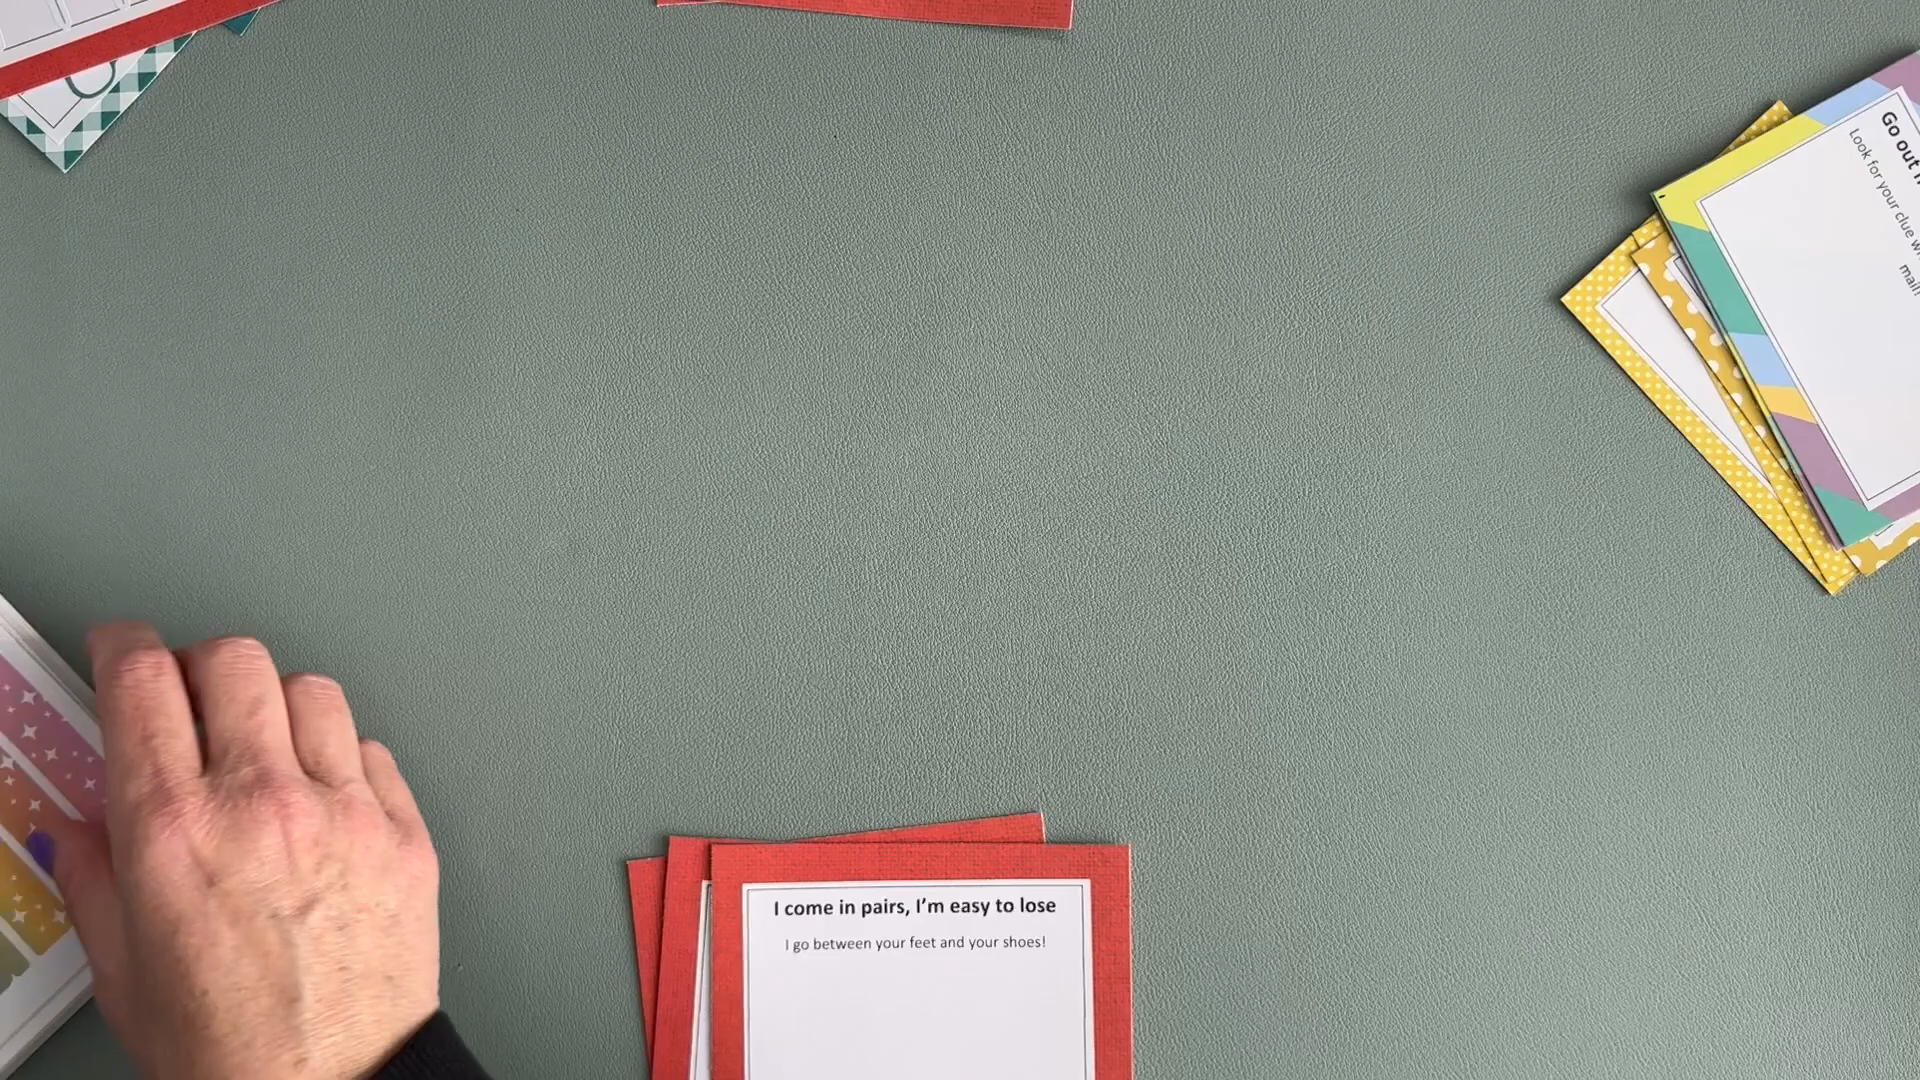 Go out
Look for your clue
mail!
I come in pairs, I'm easy to lose
I go between your feet and your shoes!